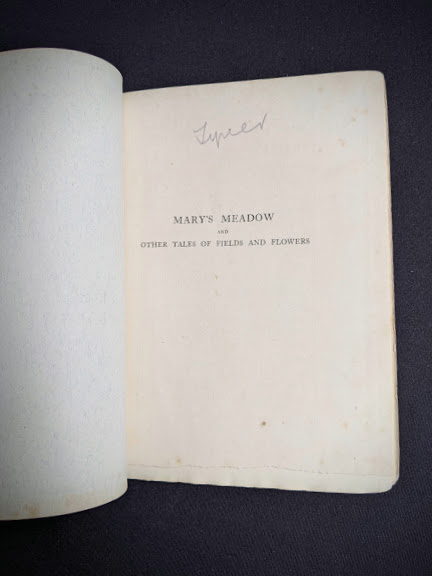 MARY'S MEADOW
AND
OTHER TALES OF FIELDS AND FLOWERS